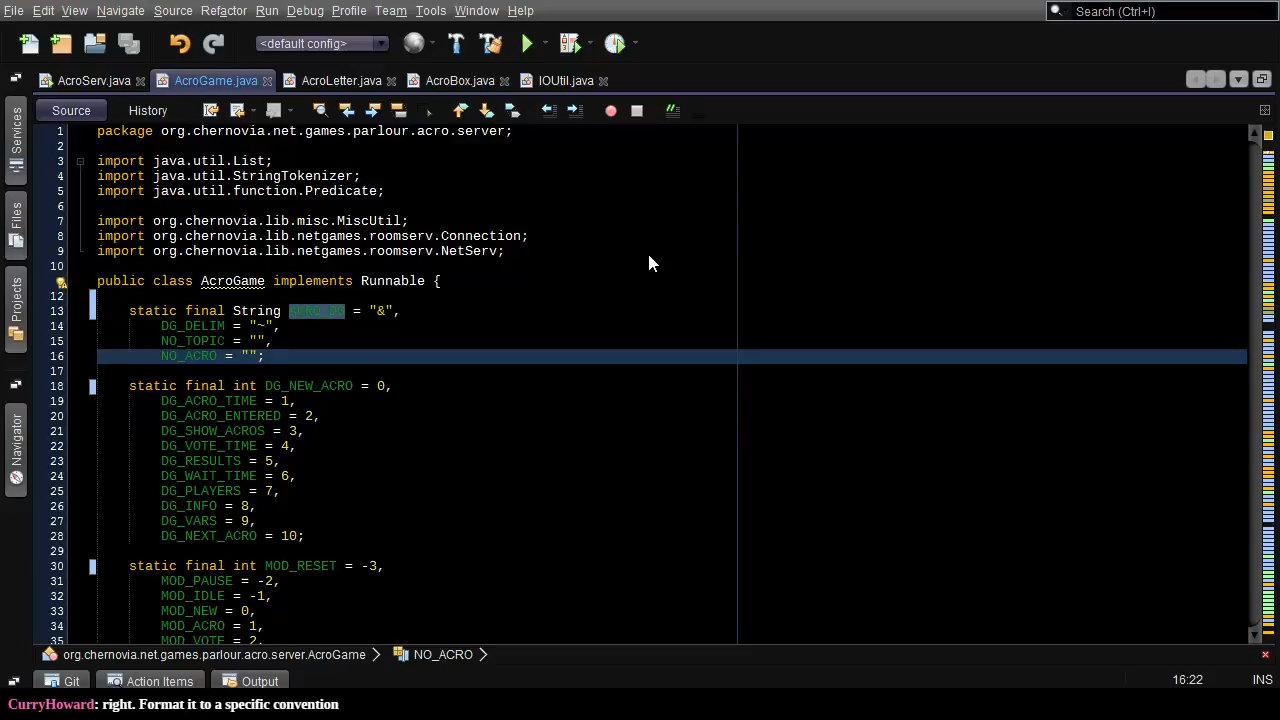 File Edit View Navigate Source Refactor Run Debug Profile Team Tools Window Help
Search (Ctrl+I)
<default config>
AcroServ.java AcroGame.java AcroLetter.java AcroBox.java IOUtil.java
Source History
Services
Files
Projects
Navigator
1 package org.chernovia.net.games.parlour.acro.server;
2
3 import java.util.List;
4 import java.util.StringTokenizer;
5 import java.util.function.Predicate;
6
7 import org.chernovia.lib.misc.MiscUtil;
8 import org.chernovia.lib.netgames.roomserv.Connection;
9 import org.chernovia.lib.netgames.roomserv.NetServ;
10
public class AcroGame implements Runnable {
12
13 static final String ACRO_DG = "&",
14 DG_DELIM = "~",
15 NO_TOPIC = "",
16 NO_ACRO = "";
17
18 static final int DG_NEW_ACRO = 0,
19 DG_ACRO_TIME = 1,
20 DG_ACRO_ENTERED = 2,
21 DG_SHOW_ACROS = 3,
22 DG_VOTE_TIME = 4,
23 DG_RESULTS = 5,
24 DG_WAIT_TIME = 6,
25 DG_PLAYERS = 7,
26 DG_INFO = 8,
27 DG_VARS = 9,
28 DG_NEXT_ACRO = 10;
29
30 static final int MOD_RESET = -3,
31 MOD_PAUSE = -2,
32 MOD_IDLE = -1,
33 MOD_NEW = 0,
34 MOD_ACRO = 1,
35 MOD_VOTE = 2,
org.chernovia.net.games.parlour.acro.server.AcroGame NO_ACRO
Git Action Items Output
16:22 INS
CurryHoward: right. Format it to a specific convention